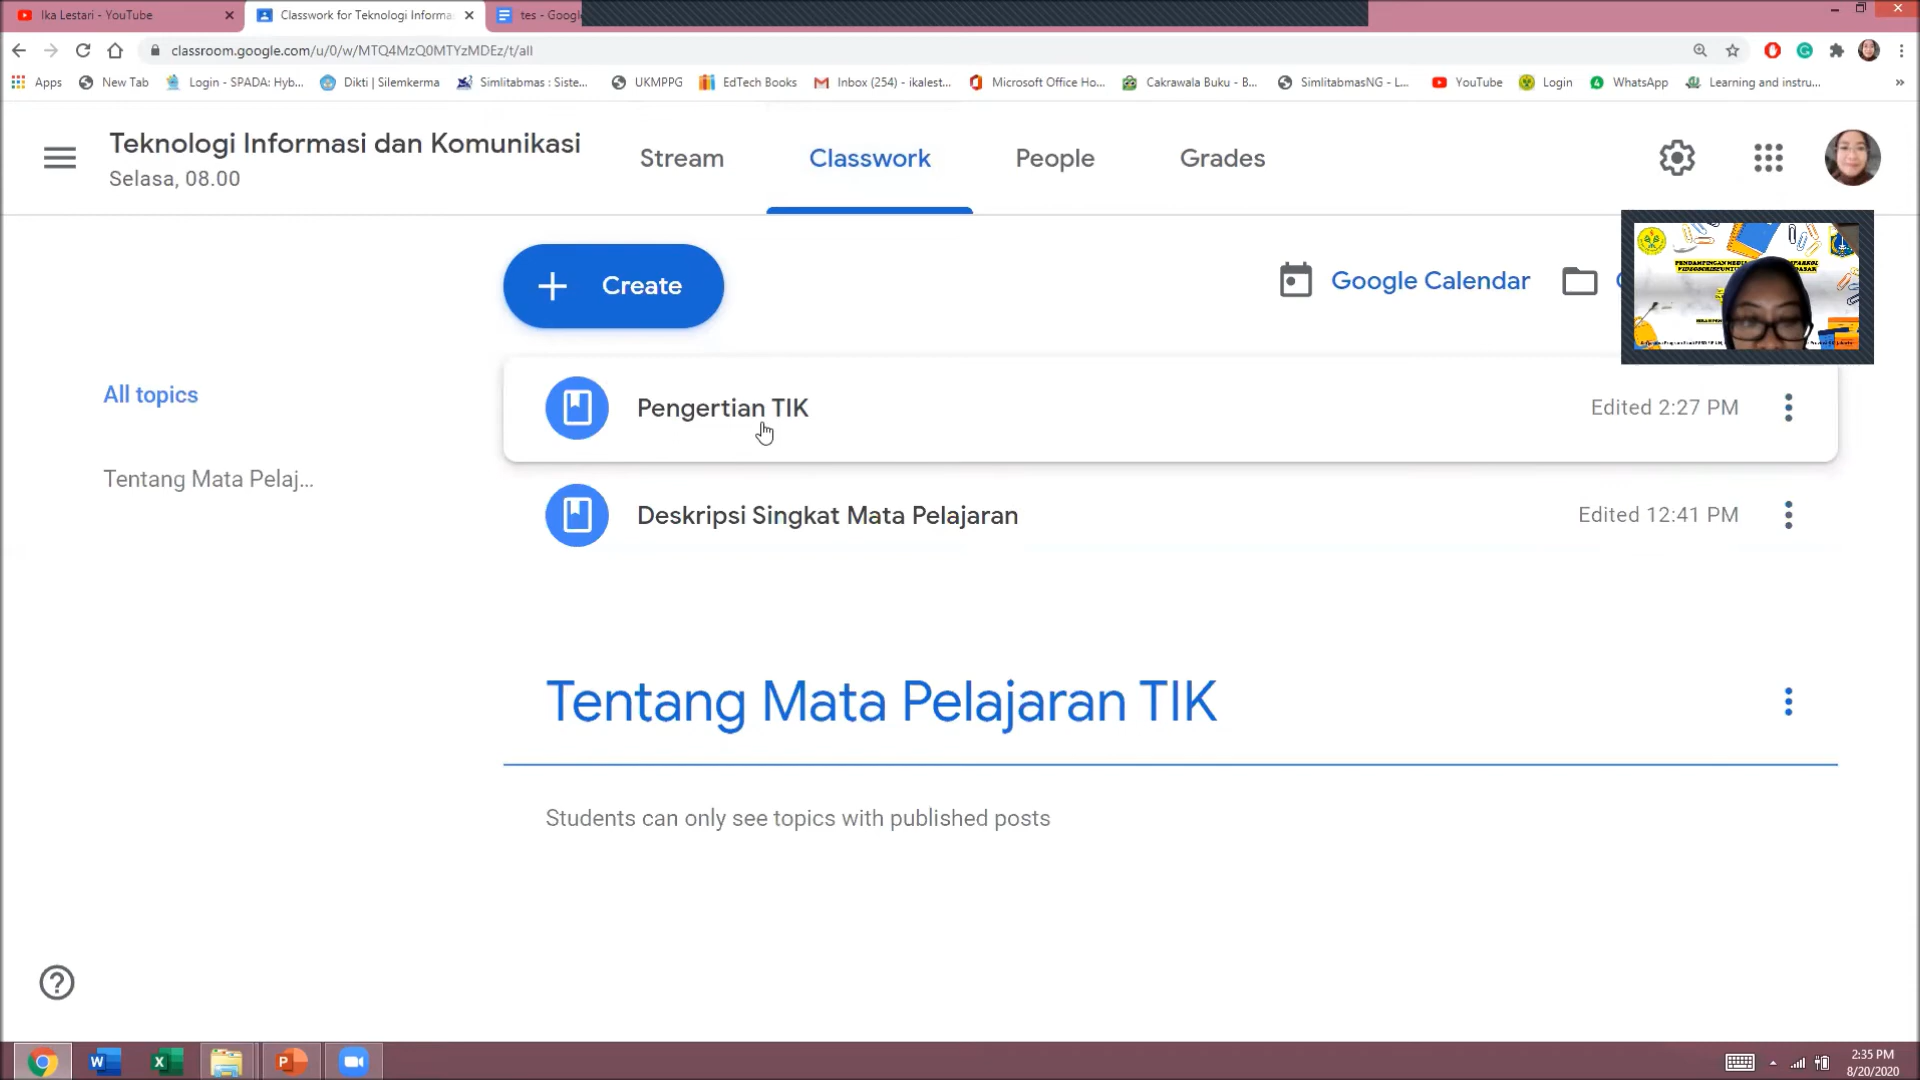 Ika Lestari - YouTube
Classwork for Teknologi Informa
tes - Google
classroom.google.com/u/0/w/MTQ4MzQ0MTYzMDEz/t/all
Apps
New Tab
Login - SPADA: Hyb...
Dikti | Silemkerma
Simlitabmas : Siste...
UKMPPG
EdTech Books
Inbox (254) - ikalest...
Microsoft Office Ho...
Cakrawala Buku - B...
SimlitabmasNG - L...
YouTube
Login
WhatsApp
Learning and instru...
»
Teknologi Informasi dan Komunikasi
Selasa, 08.00
Stream
Classwork
People
Grades
Create
Google Calendar
All topics
Tentang Mata Pelaj...
Pengertian TIK
Edited 2:27 PM
Deskripsi Singkat Mata Pelajaran
Edited 12:41 PM
Tentang Mata Pelajaran TIK
Students can only see topics with published posts
2:35 PM
8/20/2020